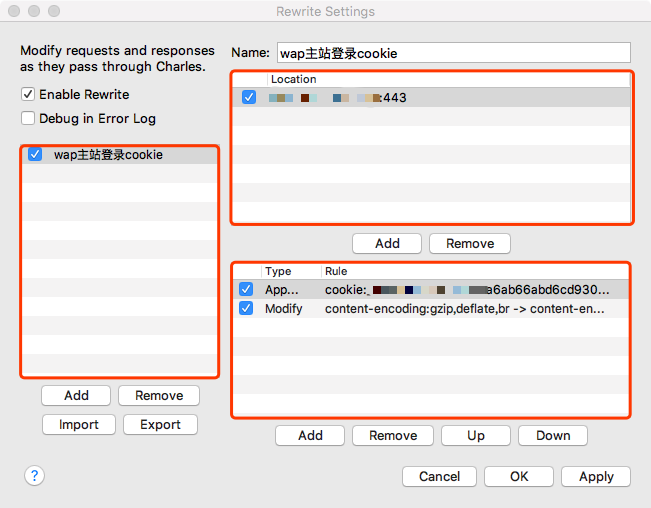 Rewrite Settings
Modify requests and responses
as they pass through Charles.
Enable Rewrite
Debug in Error Log
wap主站登录cookie
Add
Remove
Import
Export
Name:
wap主站登录cookie
Location
:443
Add
Remove
Type
Rule
App...
cookie:_
a6ab66abd6cd930...
Modify
content-encoding:gzip,deflate,br -> content-en...
Add
Remove
Up
Down
?
Cancel
OK
Apply